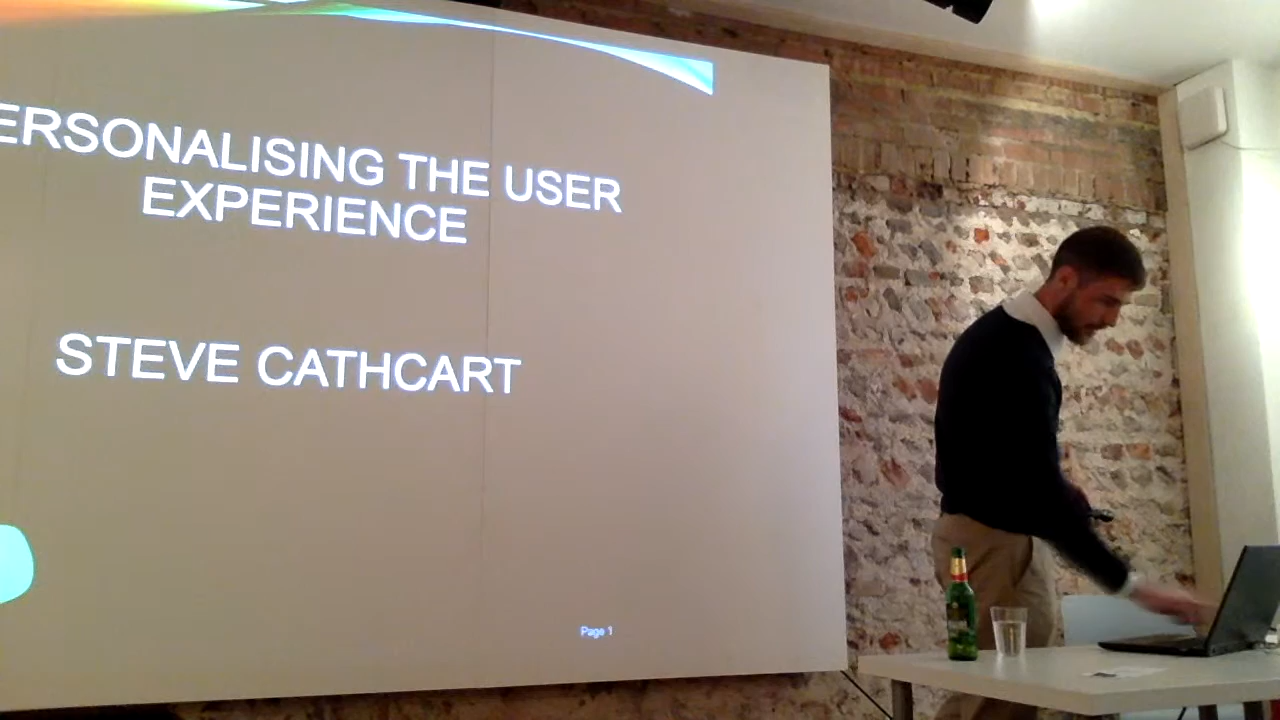 ERSONALISING THE USER
EXPERIENCE
STEVE CATHCART
Page 1